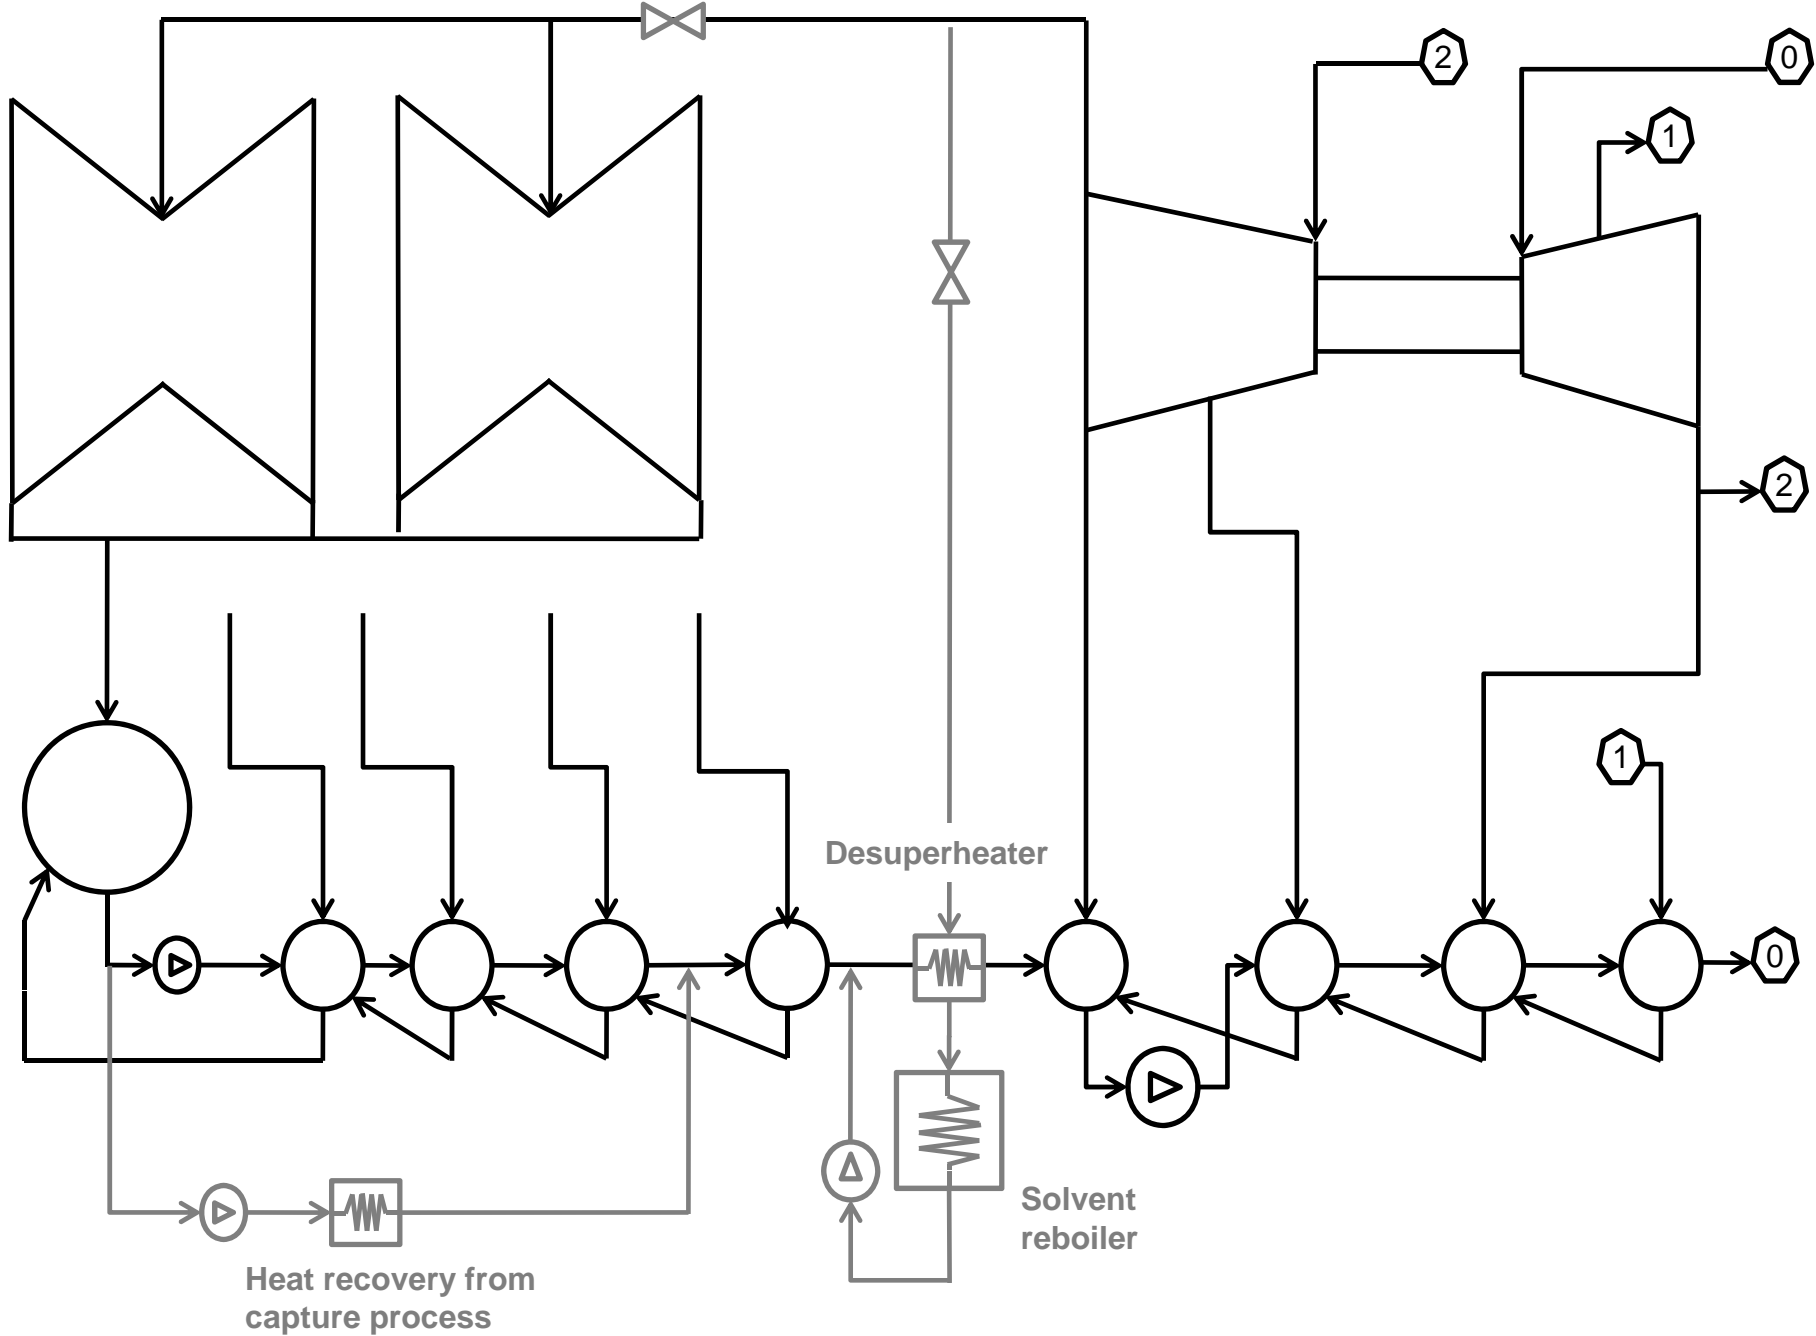 2
0
1
2
1
Desuperheater
0
Solvent
reboiler
Heat recovery from
capture process